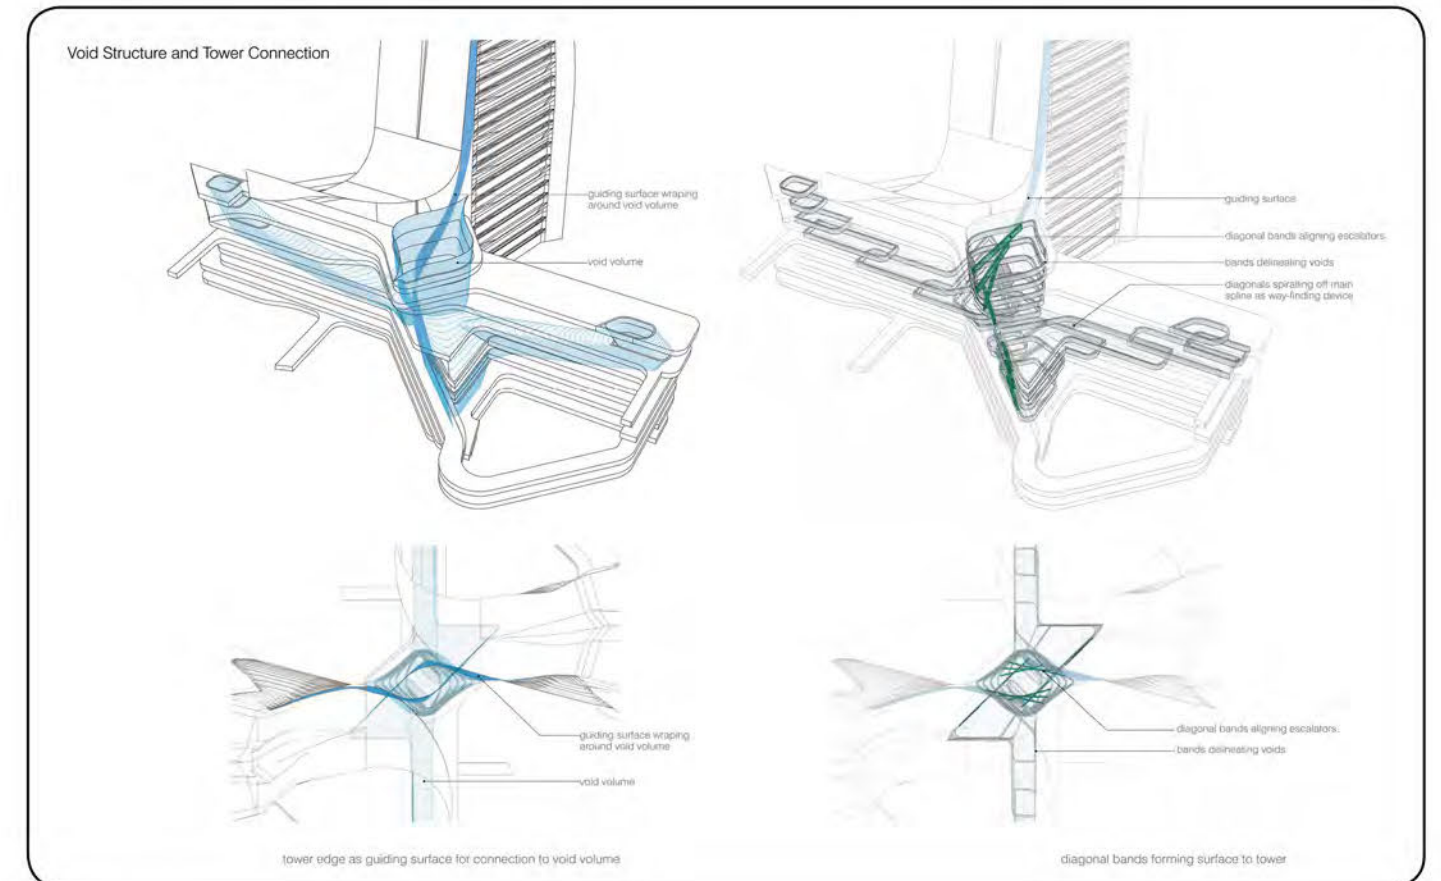 Void Structure and Tower Connection
guiding surface wraping
around void volume
void volume
guiding surface
diagonal bands aligning escalators.
bands delineating voids
diagonals spiralling off main
spline as way-finding device
guiding surface wraping
around void volume
void volume
diagonal bands aligning escalators.
bands delineating voids
tower edge as guiding surface for connection to void volume
diagonal bands forming surface to tower